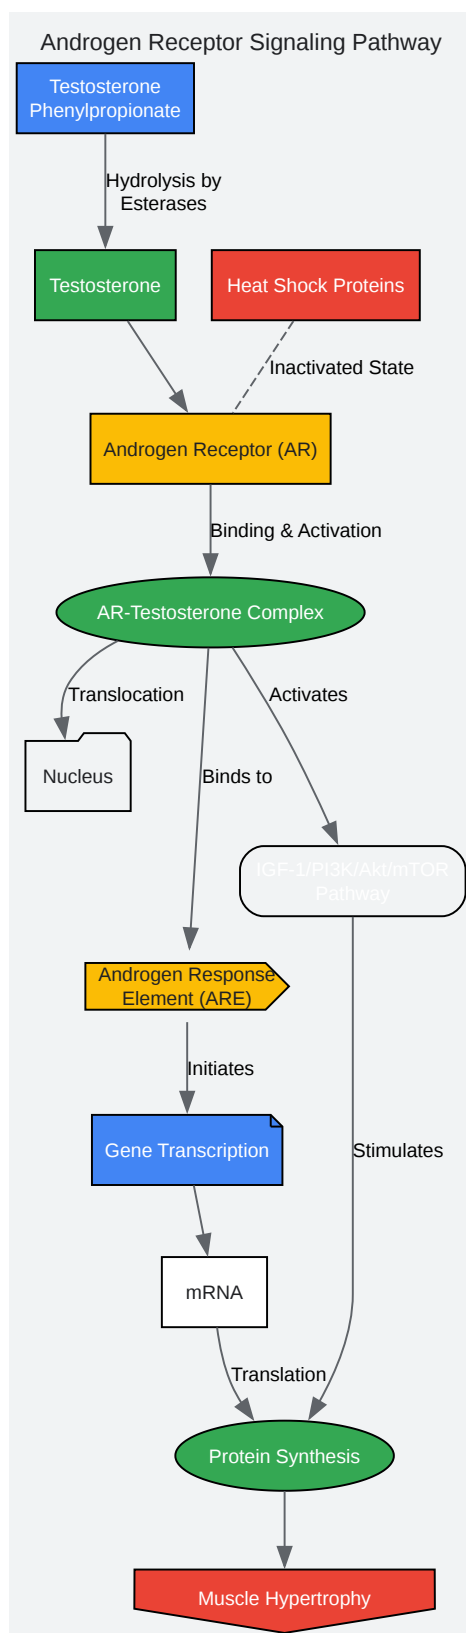 Androgen Receptor Signaling Pathway
Testosterone
Phenylpropionate
Hydrolysis by
Esterases
Testosterone
Heat Shock Proteins
Inactivated State
Androgen Receptor (AR)
Binding & Activation
AR-Testosterone Complex
Translocation
Activates
Nucleus
Binds to
IGF-1/PI3K/Akt/mTOR
Pathway
Androgen Response
Element (ARE)
Initiates
Gene Transcription
Stimulates
mRNA
Translation
Protein Synthesis
Muscle Hypertrophy